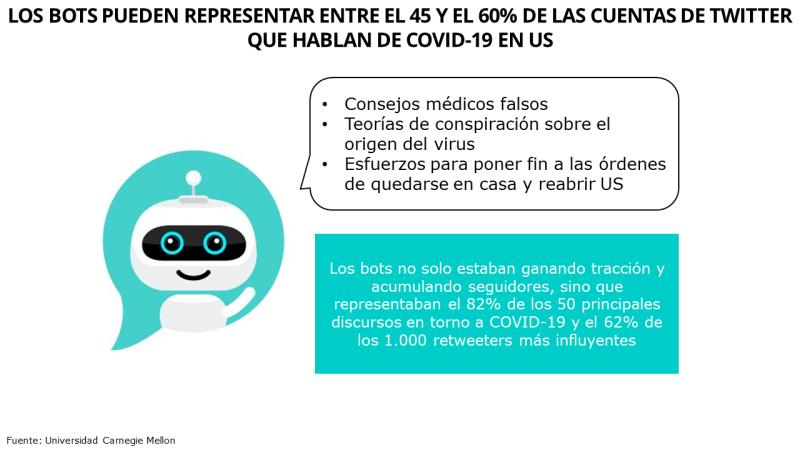 LOS BOTS PUEDEN REPRESENTAR ENTRE EL 45 Y EL 60% DE LAS CUENTAS DE TWITTER
QUE HABLAN DE COVID-19 EN US
• Consejos médicos falsos
• Teorías de conspiración sobre el
origen del virus
• Esfuerzos para poner fin a las órdenes
de quedarse en casa y reabrir US
Los bots no solo estaban ganando tracción y
acumulando seguidores, sino que
representaban el 82% de los 50 principales
discursos en torno a COVID-19 y el 62% de
los 1.000 retweeters más influyentes
Fuente: Universidad Carnegie Mellon